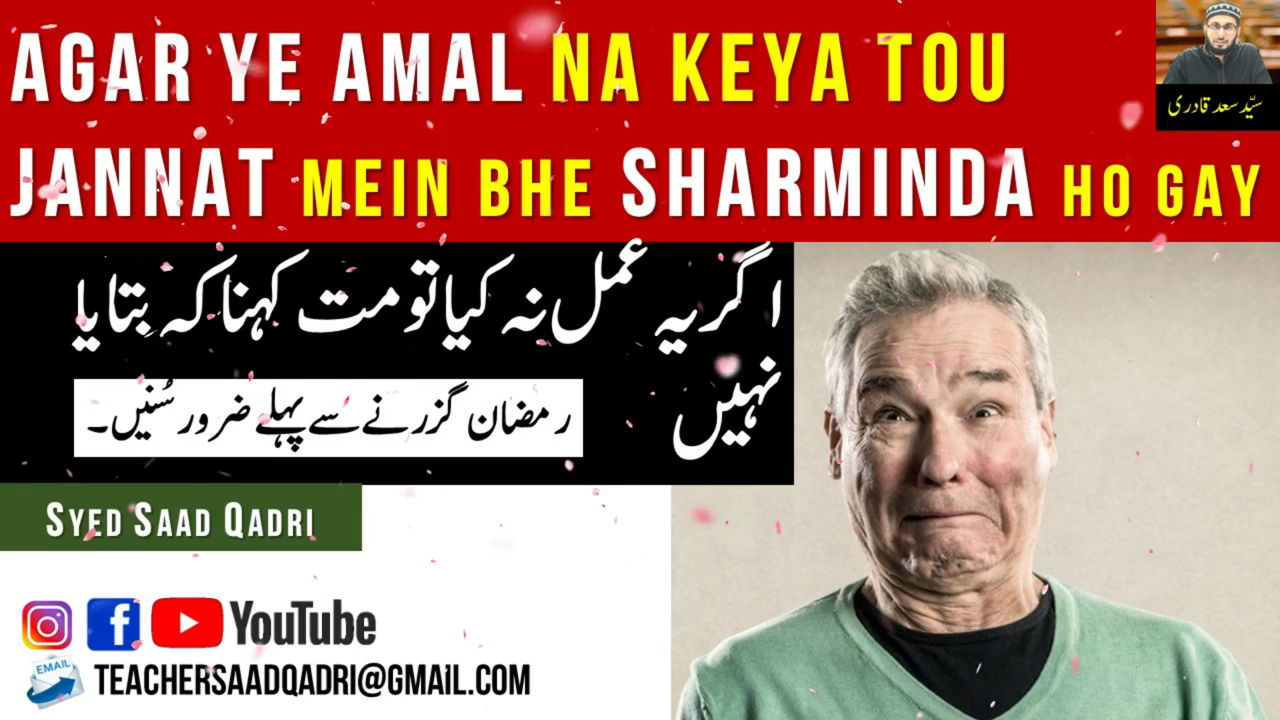 AGAR YE AMAL NA KEYA TOU
JANNAT MEIN BHE SHARMINDA HO GAY
سیّد سعد قادری
اگر یہ عمل نہ کیا تو مت کہنا کہ بتایا
نہیں
رمضان گزرنے سے پہلے ضرور سُنیں۔
SYED SAAD QADRI
YouTube
EMAIL
TEACHERSAADQADRI@GMAIL.COM